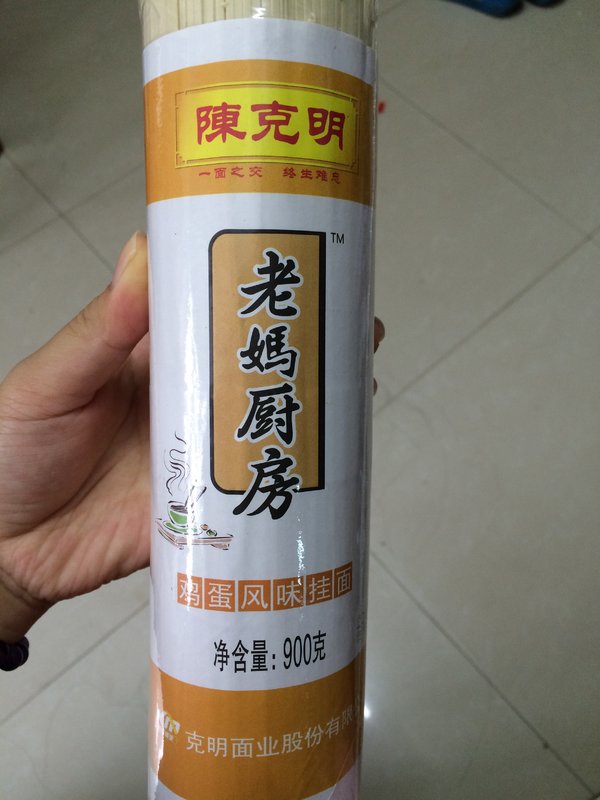 陳克明
一面之交 终生难忘
TM
老媽厨房
鸡蛋风味挂面
净含量：900克
克明面业股份有限